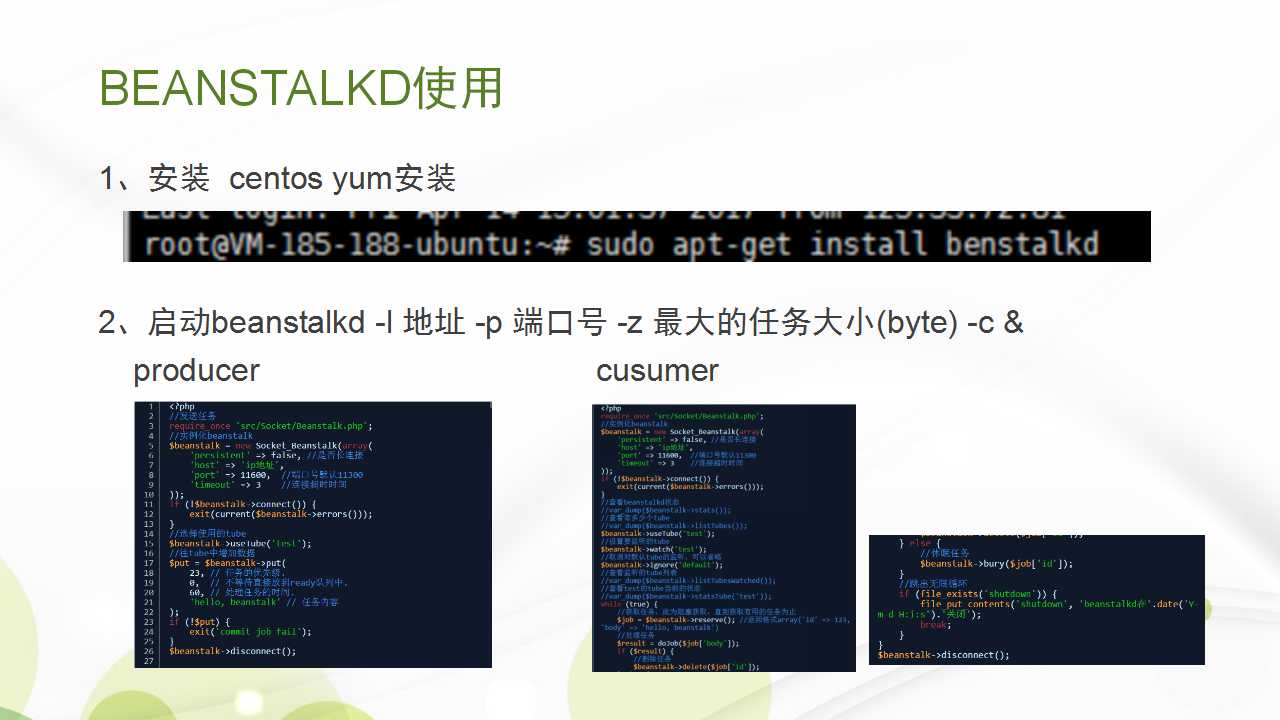 BEANSTALKD使用
1、安装 centos yum安装
Last login: Fri Apr 14 15:01:57 2017 from 123.53.72.81
root@VM-185-188-ubuntu:~# sudo apt-get install benstalkd
2、启动beanstalkd -l 地址 -p 端口号 -z 最大的任务大小(byte) -c &
producer
1 <?php
2 //发送任务
3 require_once 'src/Socket/Beanstalk.php';
4 //实例化beanstalk
5 $beanstalk = new Socket_Beanstalk(array(
6 'persistent' => false, //是否长连接
7 'host' => 'ip地址',
8 'port' => 11600, //端口号默认11300
9 'timeout' => 3 //连接超时时间
10 ));
11 if (!$beanstalk->connect()) {
12 exit(current($beanstalk->errors()));
13 }
14 //选择使用的tube
15 $beanstalk->useTube('test');
16 //往tube中增加数据
17 $put = $beanstalk->put(
18 23, // 任务的优先级.
19 0, // 不等待直接放到ready队列中.
20 60, // 处理任务的时间.
21 'hello, beanstalk' // 任务内容
22 );
23 if (!$put) {
24 exit('commit job fail');
25 }
26 $beanstalk->disconnect();
27
cusumer
<?php
require_once 'src/Socket/Beanstalk.php';
//实例化beanstalk
$beanstalk = new Socket_Beanstalk(array(
'persistent' => false, //是否长连接
'host' => 'ip地址',
'port' => 11600, //端口号默认11300
'timeout' => 3 //连接超时时间
));
if (!$beanstalk->connect()) {
exit(current($beanstalk->errors()));
}
//查看beanstalkd状态
//var_dump($beanstalk->stats());
//查看有多少个tube
//var_dump($beanstalk->listTubes());
$beanstalk->useTube('test');
//设置要监听的tube
$beanstalk->watch('test');
//取消对默认tube的监听，可以省略
$beanstalk->ignore('default');
//查看监听的tube列表
//var_dump($beanstalk->listTubesWatched());
//查看test的tube当前的状态
//var_dump($beanstalk->statsTube('test'));
while (true) {
//获取任务，此为阻塞获取，直到获取有用的任务为止
$job = $beanstalk->reserve(); //返回格式array('id' => 123,
'body' => 'hello, beanstalk')
//处理任务
$result = doJob($job['body']);
if ($result) {
//删除任务
$beanstalk->delete($job['id']);
} else {
//休眠任务
$beanstalk->bury($job['id']);
}
//跳出无限循环
if (file_exists('shutdown')) {
file_put_contents('shutdown', 'beanstalkd在'.date('Y-
m-d H:i:s').'关闭');
break;
}
}
$beanstalk->disconnect();